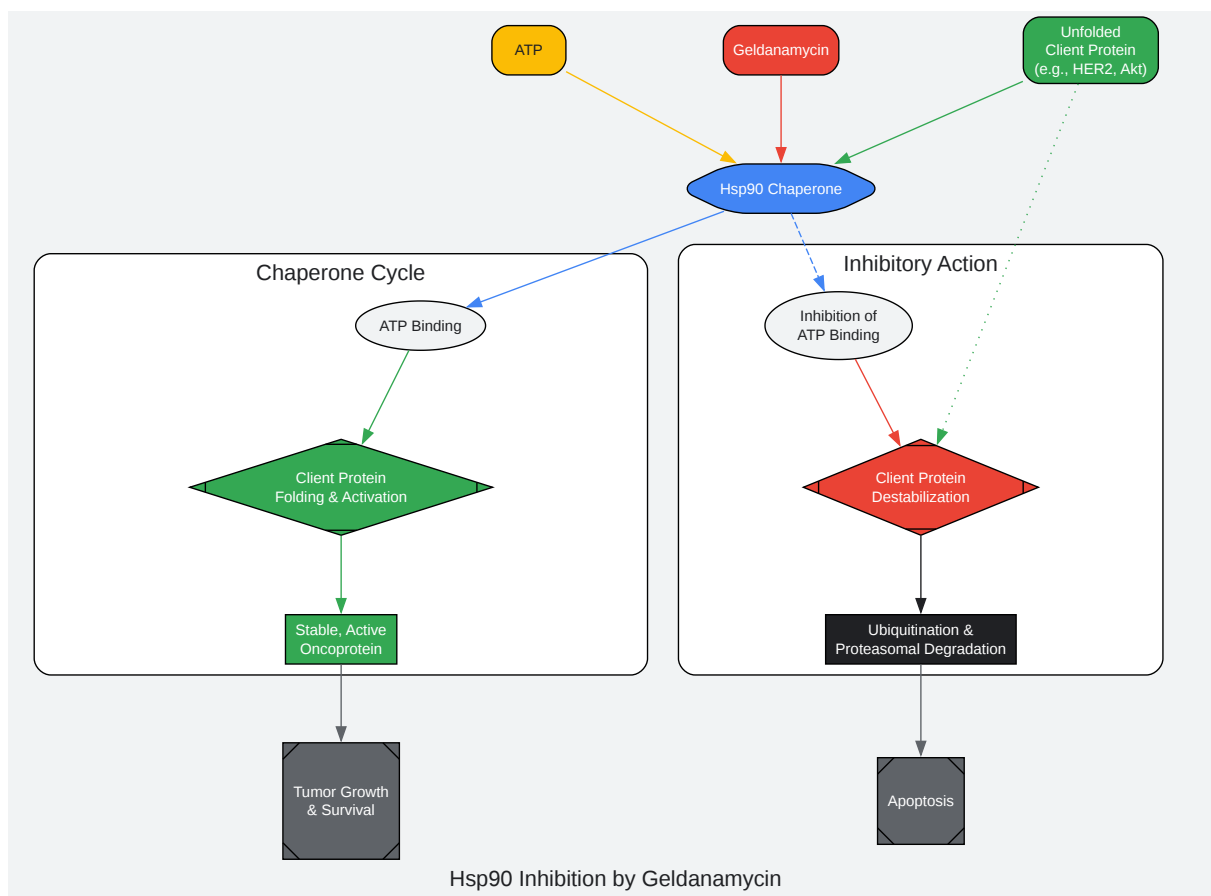 ATP
Geldanamycin
Unfolded
Client Protein
(e.g., HER2, Akt)
Hsp90 Chaperone
Chaperone Cycle
Inhibitory Action
ATP Binding
Inhibition of
ATP Binding
Client Protein
Folding & Activation
Client Protein
Destabilization
Stable, Active
Oncoprotein
Ubiquitination &
Proteasomal Degradation
Tumor Growth
& Survival
Apoptosis
Hsp90 Inhibition by Geldanamycin